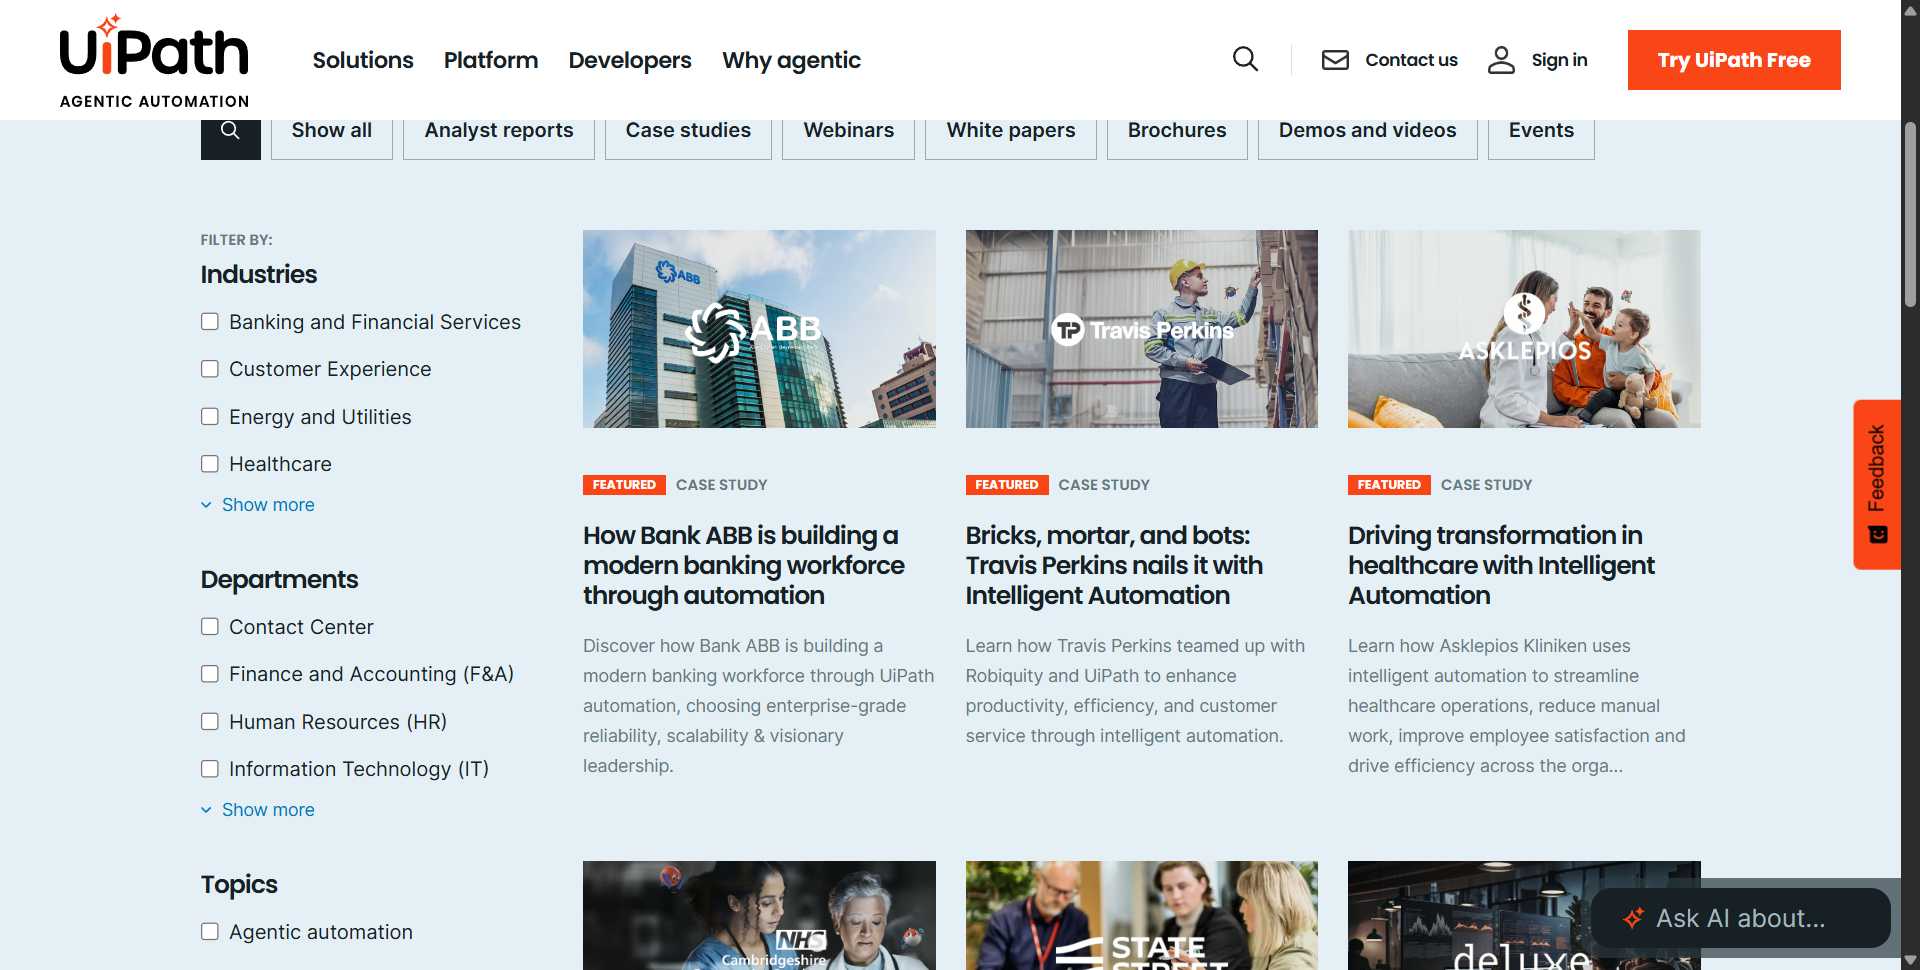 UiPath
AGENTIC AUTOMATION
Solutions
Platform
Developers
Why agentic
Contact us
Sign in
Try UiPath Free
Show all
Analyst reports
Case studies
Webinars
White papers
Brochures
Demos and videos
Events
FILTER BY:
Industries
Banking and Financial Services
Customer Experience
Energy and Utilities
Healthcare
Show more
Departments
Contact Center
Finance and Accounting (F&A)
Human Resources (HR)
Information Technology (IT)
Show more
Topics
Agentic automation
ABB
ABB
FEATURED CASE STUDY
How Bank ABB is building a
modern banking workforce
through automation
Discover how Bank ABB is building a
modern banking workforce through UiPath
automation, choosing enterprise-grade
reliability, scalability & visionary
leadership.
TP Travis Perkins
FEATURED CASE STUDY
Bricks, mortar, and bots:
Travis Perkins nails it with
Intelligent Automation
Learn how Travis Perkins teamed up with
Robiquity and UiPath to enhance
productivity, efficiency, and customer
service through intelligent automation.
ASKLEPIOS
FEATURED CASE STUDY
Driving transformation in
healthcare with Intelligent
Automation
Learn how Asklepios Kliniken uses
intelligent automation to streamline
healthcare operations, reduce manual
work, improve employee satisfaction and
drive efficiency across the orga...
NHS
Cambridgeshire
STATE
STREET
deluxe
Feedback
Ask AI about...